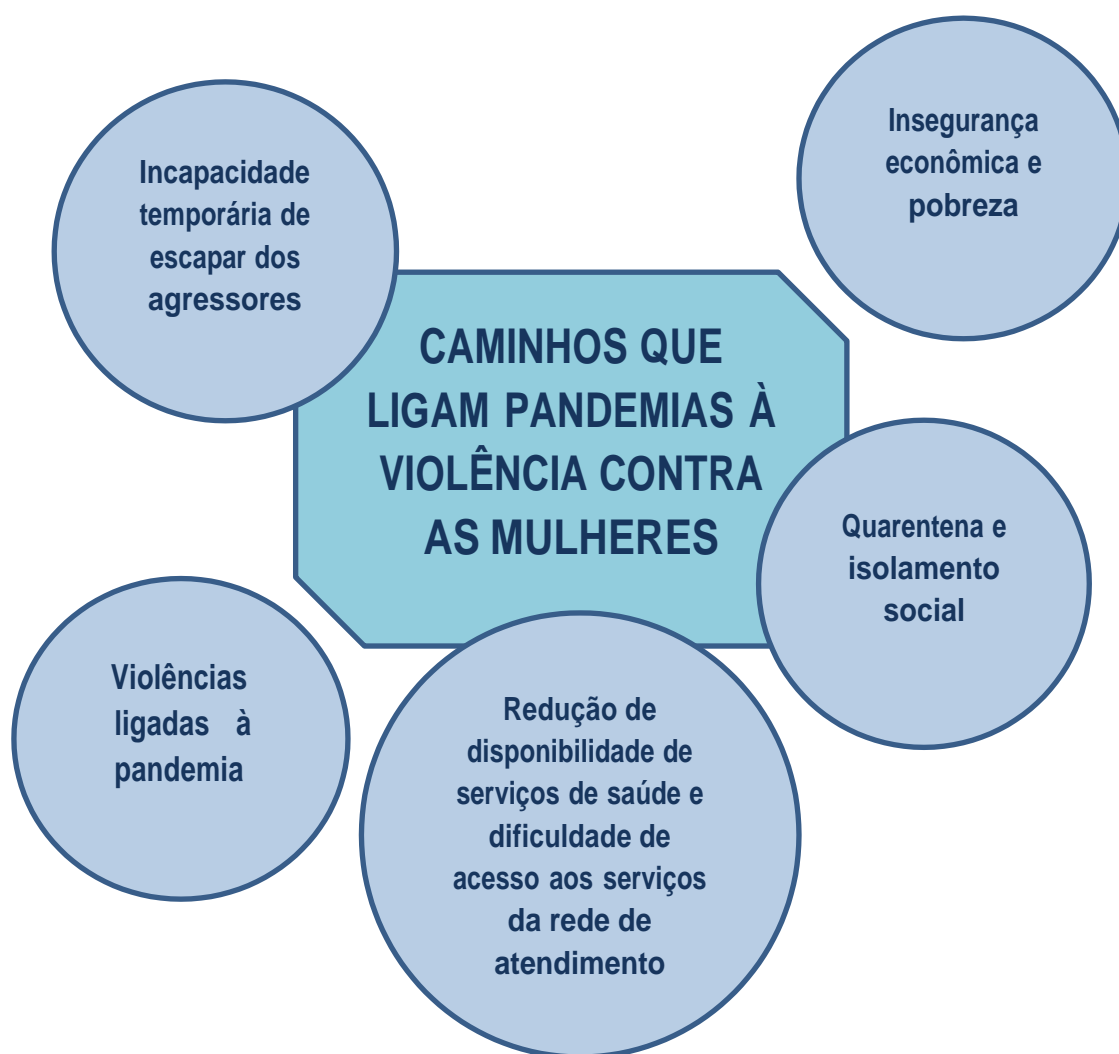 Insegurança
econômica e
pobreza
Incapacidade
temporária de
escapar dos
agressores
CAMINHOS QUE
LIGAM PANDEMIAS À
VIOLÊNCIA CONTRA
AS MULHERES
Quarentena e
isolamento
social
Violências
ligadas à
pandemia
Redução de
disponibilidade de
serviços de saúde e
dificuldade de
acesso aos serviços
da rede de
atendimento